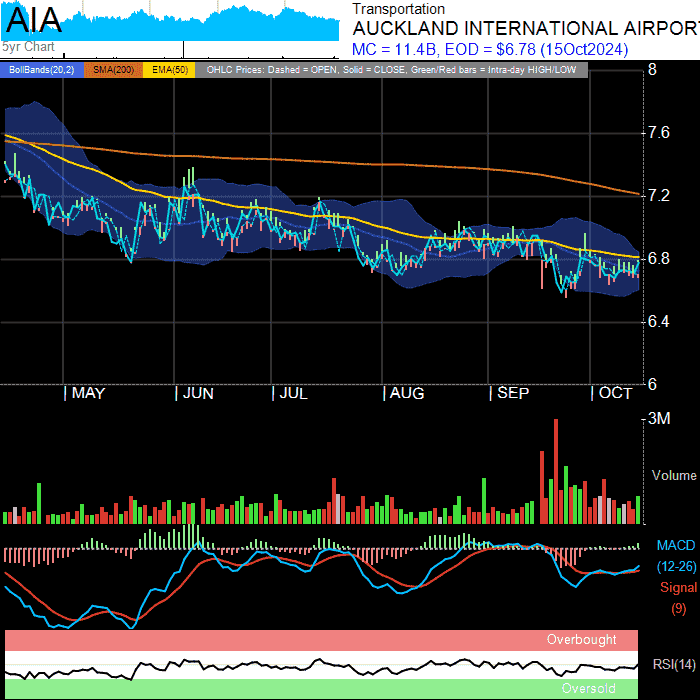 AIA
5yr Chart
Transportation
AUCKLAND INTERNATIONAL AIRPOR
MC = 11.4B, EOD = $6.78 (15Oct2024)
BollBands(20,2) SMA(200) EMA(50) OHLC Prices: Dashed = OPEN, Solid = CLOSE, Green/Red bars = Intra-day HIGH/LOW
8
7.6
7.2
6.8
6.4
6
MAY JUN JUL AUG SEP OCT
3M
Volume
MACD
(12-26)
Signal
(9)
Overbought
RSI(14)
Oversold